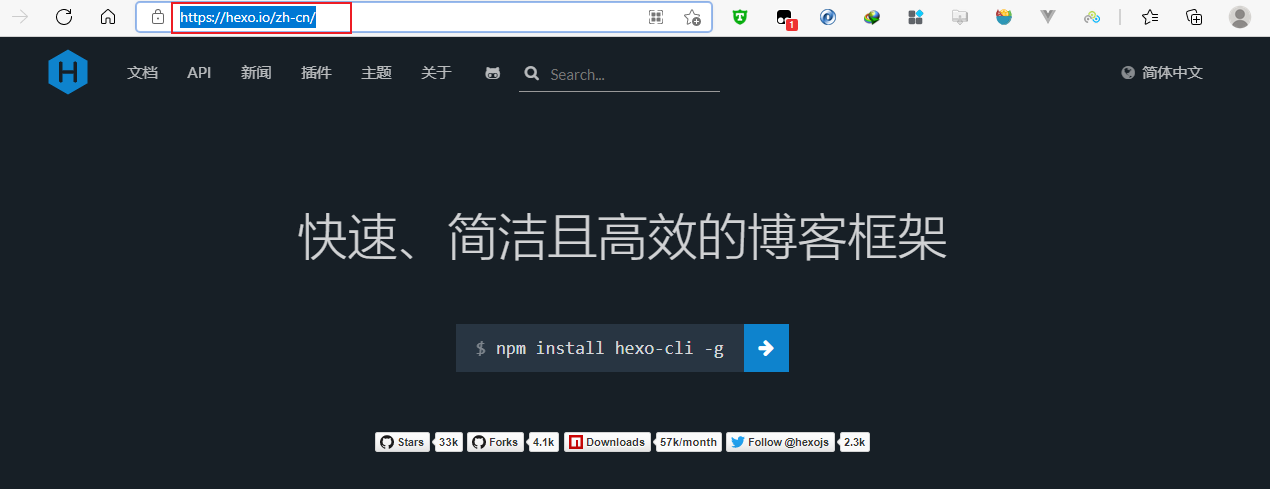 https://hexo.io/zh-cn/
1
H 文档 API 新闻 插件 主题 关于 Search... 简体中文
快速、简洁且高效的博客框架
$ npm install hexo-cli -g
Stars 33k Forks 4.1k Downloads 57k/month Follow @hexojs 2.3k